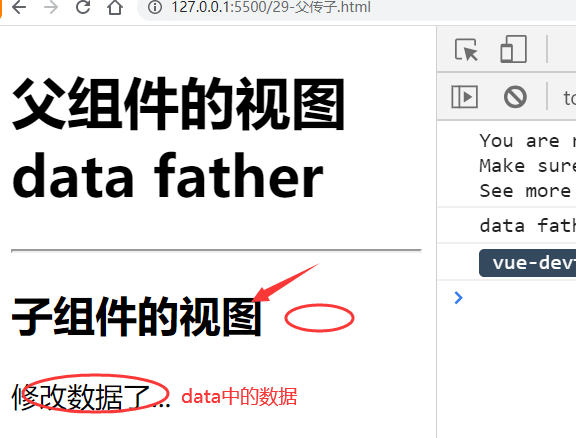 127.0.0.1:5500/29-父传子.html
父组件的视图
data father
子组件的视图
修改数据了... data中的数据
to
You are r
Make sure
See more
data fath
vue-dev